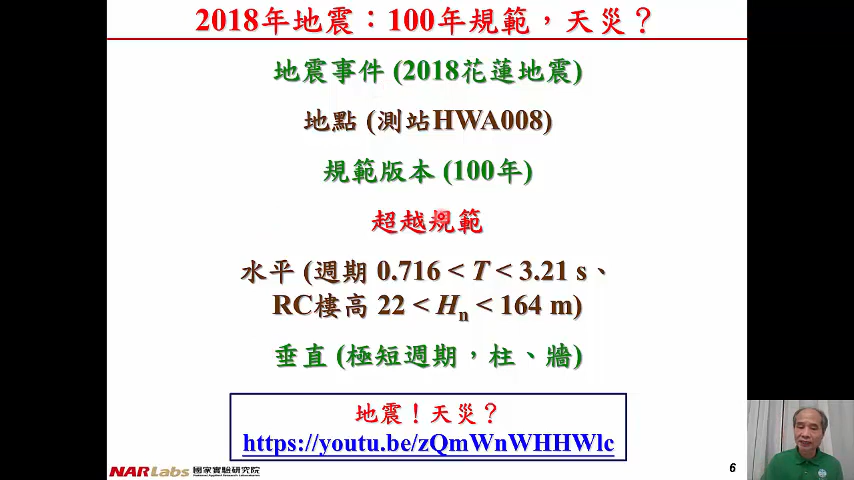 2018年地震：100年規範，天災？
地震事件 (2018花蓮地震)
地點 (測站HWA008)
規範版本 (100年)
超越規範
水平 (週期 0.716 < T < 3.21 s、
RC樓高 22 < Hn < 164 m)
垂直 (極短週期，柱、牆)
地震！天災？
https://youtu.be/zQmWnWHHWlc
NARLabs 國家實驗研究院
National Applied Research Laboratories
6